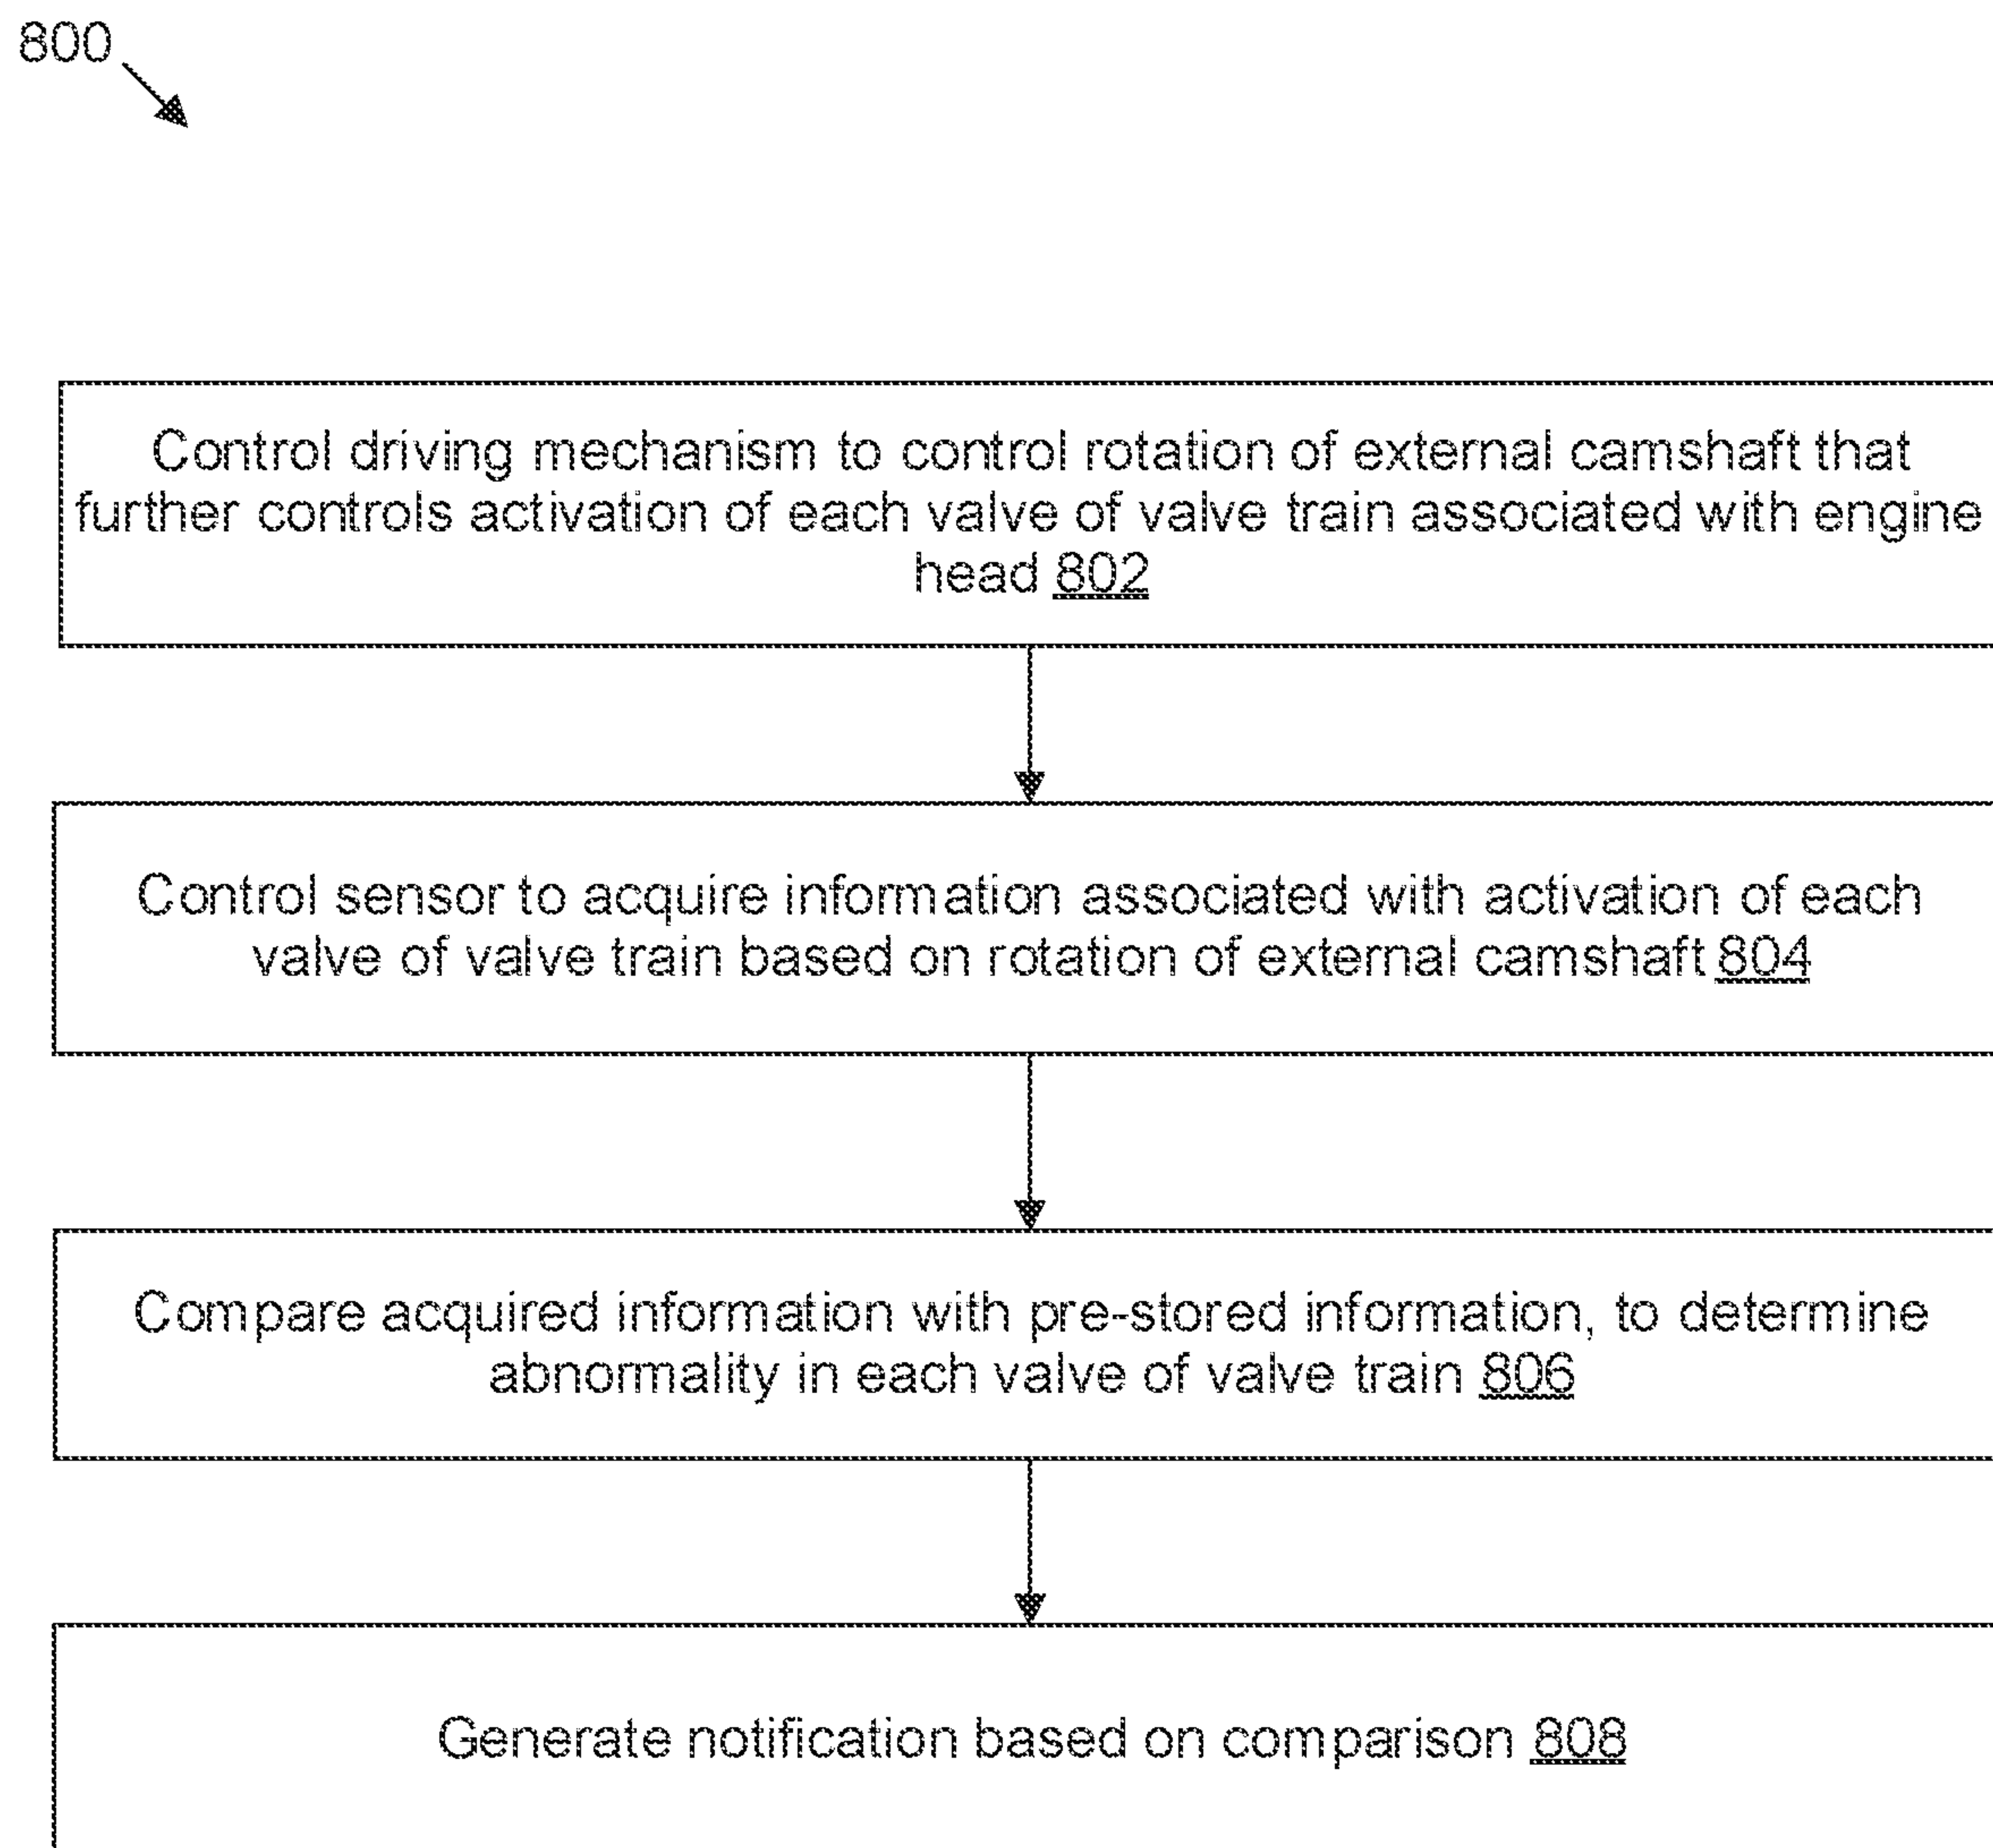 800
Control driving mechanism to control rotation of external camshaft that
further controls activation of each valve of valve train associated with engine
head 802
Control sensor to acquire information associated with activation of each
valve of valve train based on rotation of external camshaft 804
Compare acquired information with pre-stored information, to determine
abnormality in each valve of valve train 806
Generate notification based on comparison 808